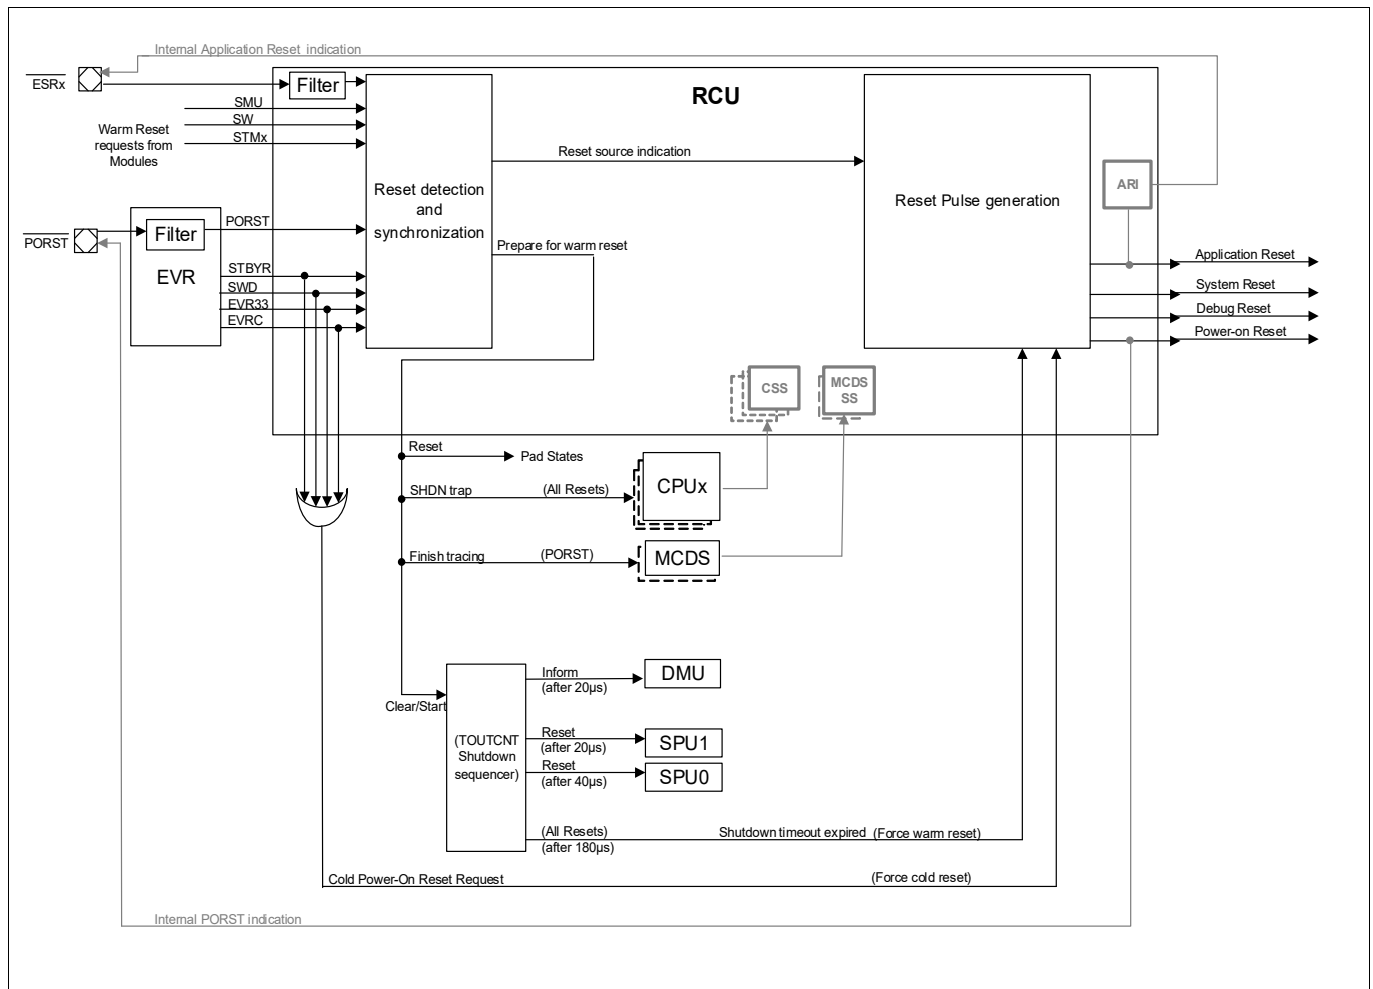 Internal Application Reset indication
ESRx
Filter
RCU
SMU
SW
STMx
Warm Reset
requests from
Modules
Reset source indication
ARI
Reset detection
and
synchronization
Reset Pulse generation
PORST
Filter
PORST
EVR
Prepare for warm reset
STBYR
SWD
EVR33
EVRC
Application Reset
System Reset
Debug Reset
Power-on Reset
CSS
MCDS
SS
Reset
Pad States
SHDN trap
(All Resets)
CPUx
Finish tracing
(PORST)
MCDS
Inform
(after 20µs)
DMU
Clear/Start
(TOUTCNT
Shutdown
sequencer)
Reset
(after 20µs)
SPU1
Reset
(after 40µs)
SPU0
(All Resets)
(after 180µs)
Shutdown timeout expired (Force warm reset)
Cold Power-On Reset Request
(Force cold reset)
Internal PORST indication